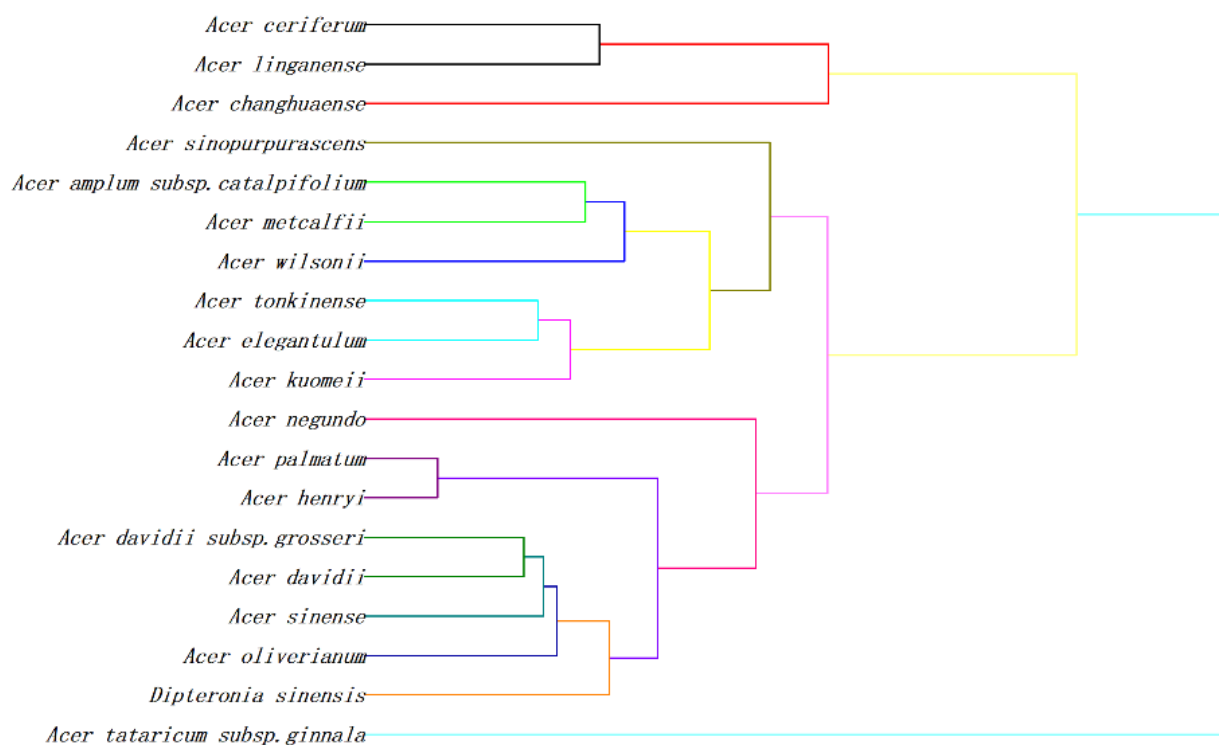 Acer ceriferum
Acer linganense
Acer changhuaense
Acer sinopurpurascens
Acer amplum subsp.catalpifolium
Acer metcalfii
Acer wilsonii
Acer tonkinense
Acer elegantulum
Acer kuomeii
Acer negundo
Acer palmatum
Acer henryi
Acer davidii subsp.grosseri
Acer davidii
Acer sinense
Acer oliverianum
Dipteronia sinensis
Acer tataricum subsp.ginnala